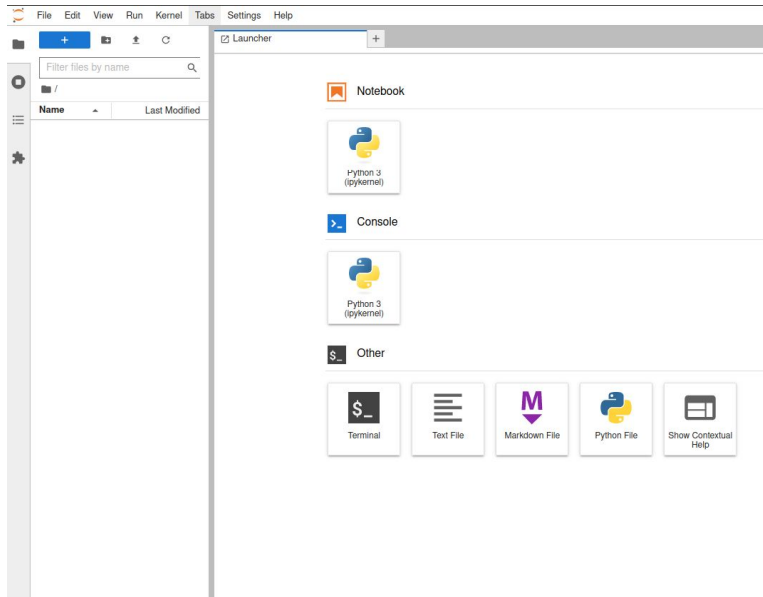 File Edit View Run Kernel Tabs Settings Help
Filter files by name
/
Name Last Modified
Launcher
Notebook
Python 3
(ipykernel)
Console
Python 3
(ipykernel)
$_ Other
$_
Terminal
Text File
M
Markdown File
Python File
Show Contextual
Help